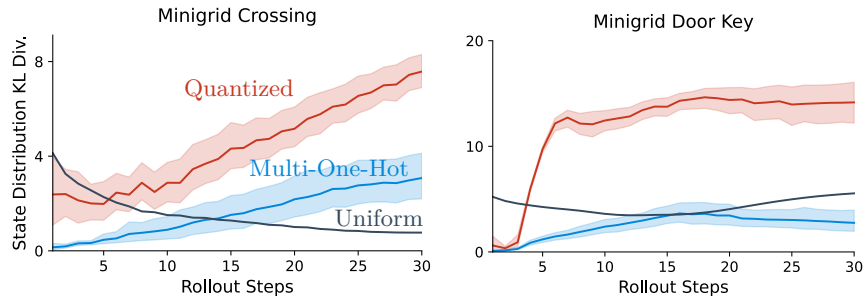 Minigrid Crossing
State Distribution KL Div.
8
4
0
Quantized
Multi-One-Hot
Uniform
5 10 15 20 25 30
Rollout Steps
Minigrid Door Key
20
10
0
5 10 15 20 25 30
Rollout Steps